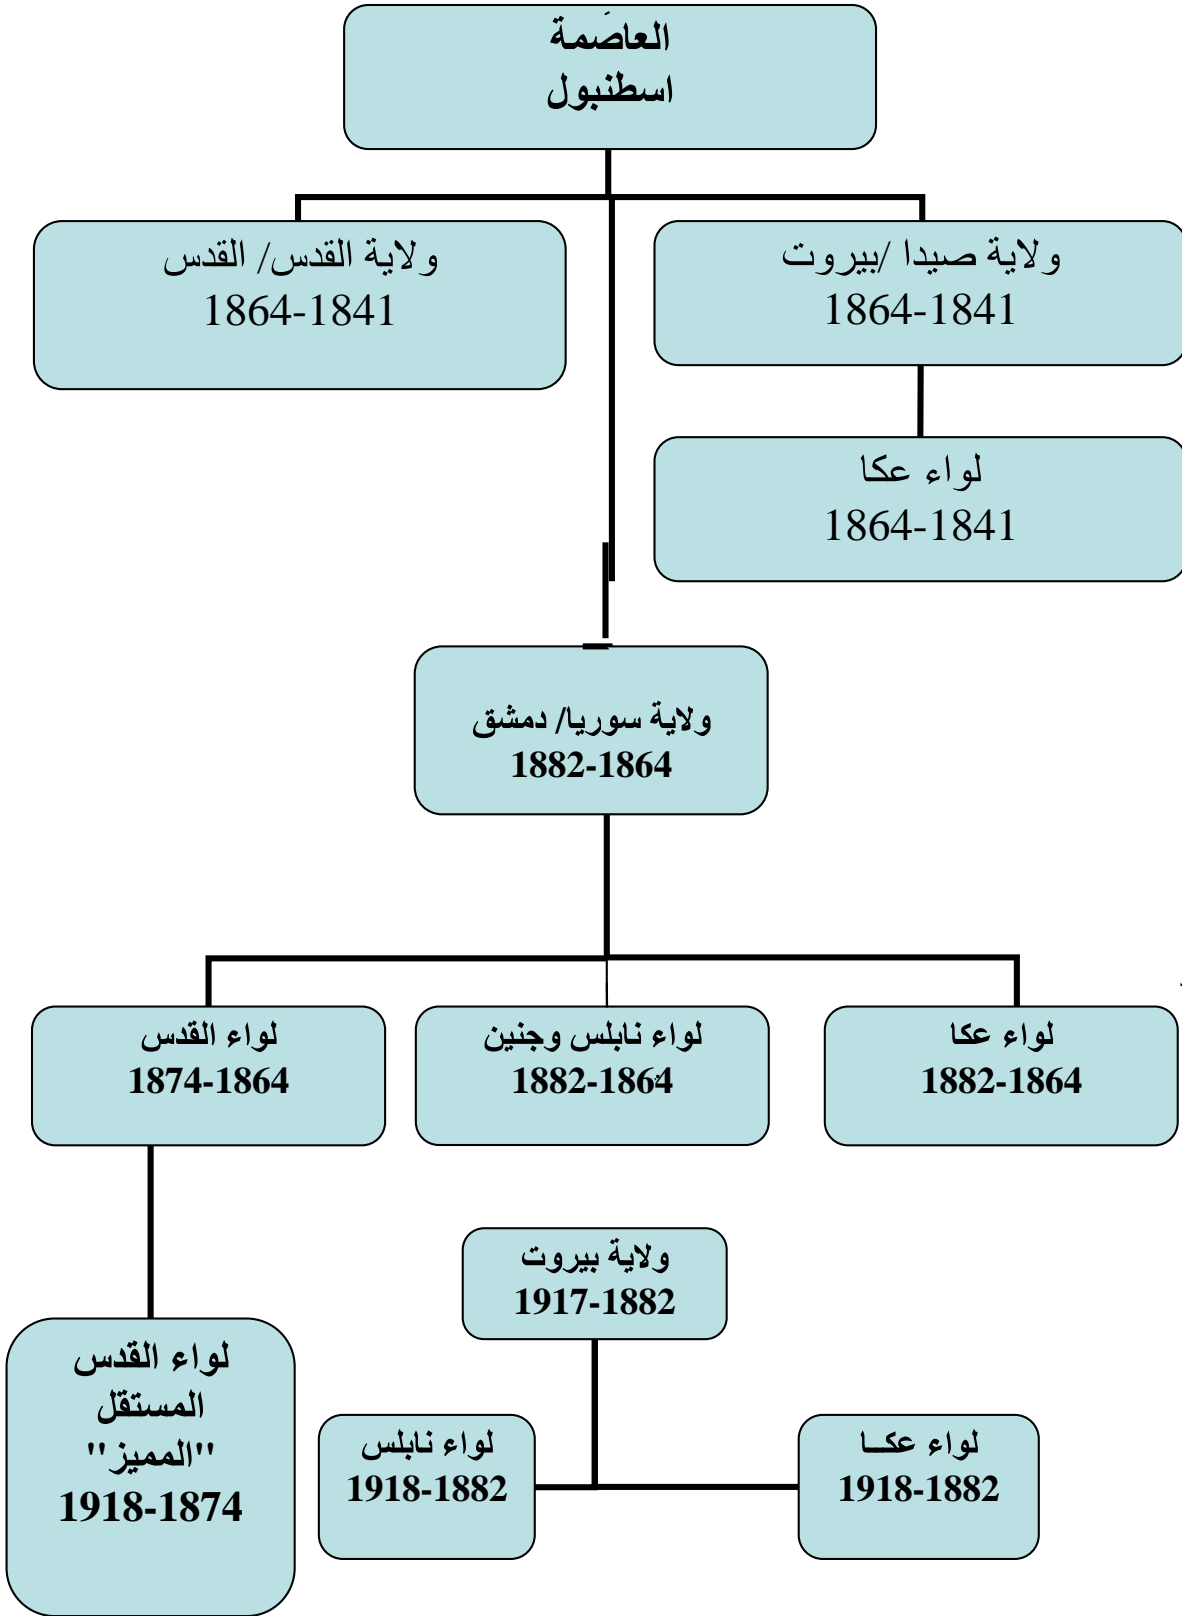 العاصمة
اسطنبول
ولاية صيدا /بيروت
1864-1841
ولاية القدس/ القدس
1864-1841
لواء عكا
1864-1841
ولاية سوريا/ دمشق
1882-1864
لواء عكا
1882-1864
لواء نابلس وجنين
1882-1864
لواء القدس
1874-1864
ولاية بيروت
1917-1882
لواء عكــا
1918-1882
لواء نابلس
1918-1882
لواء القدس
المستقل
"المميز"
1918-1874